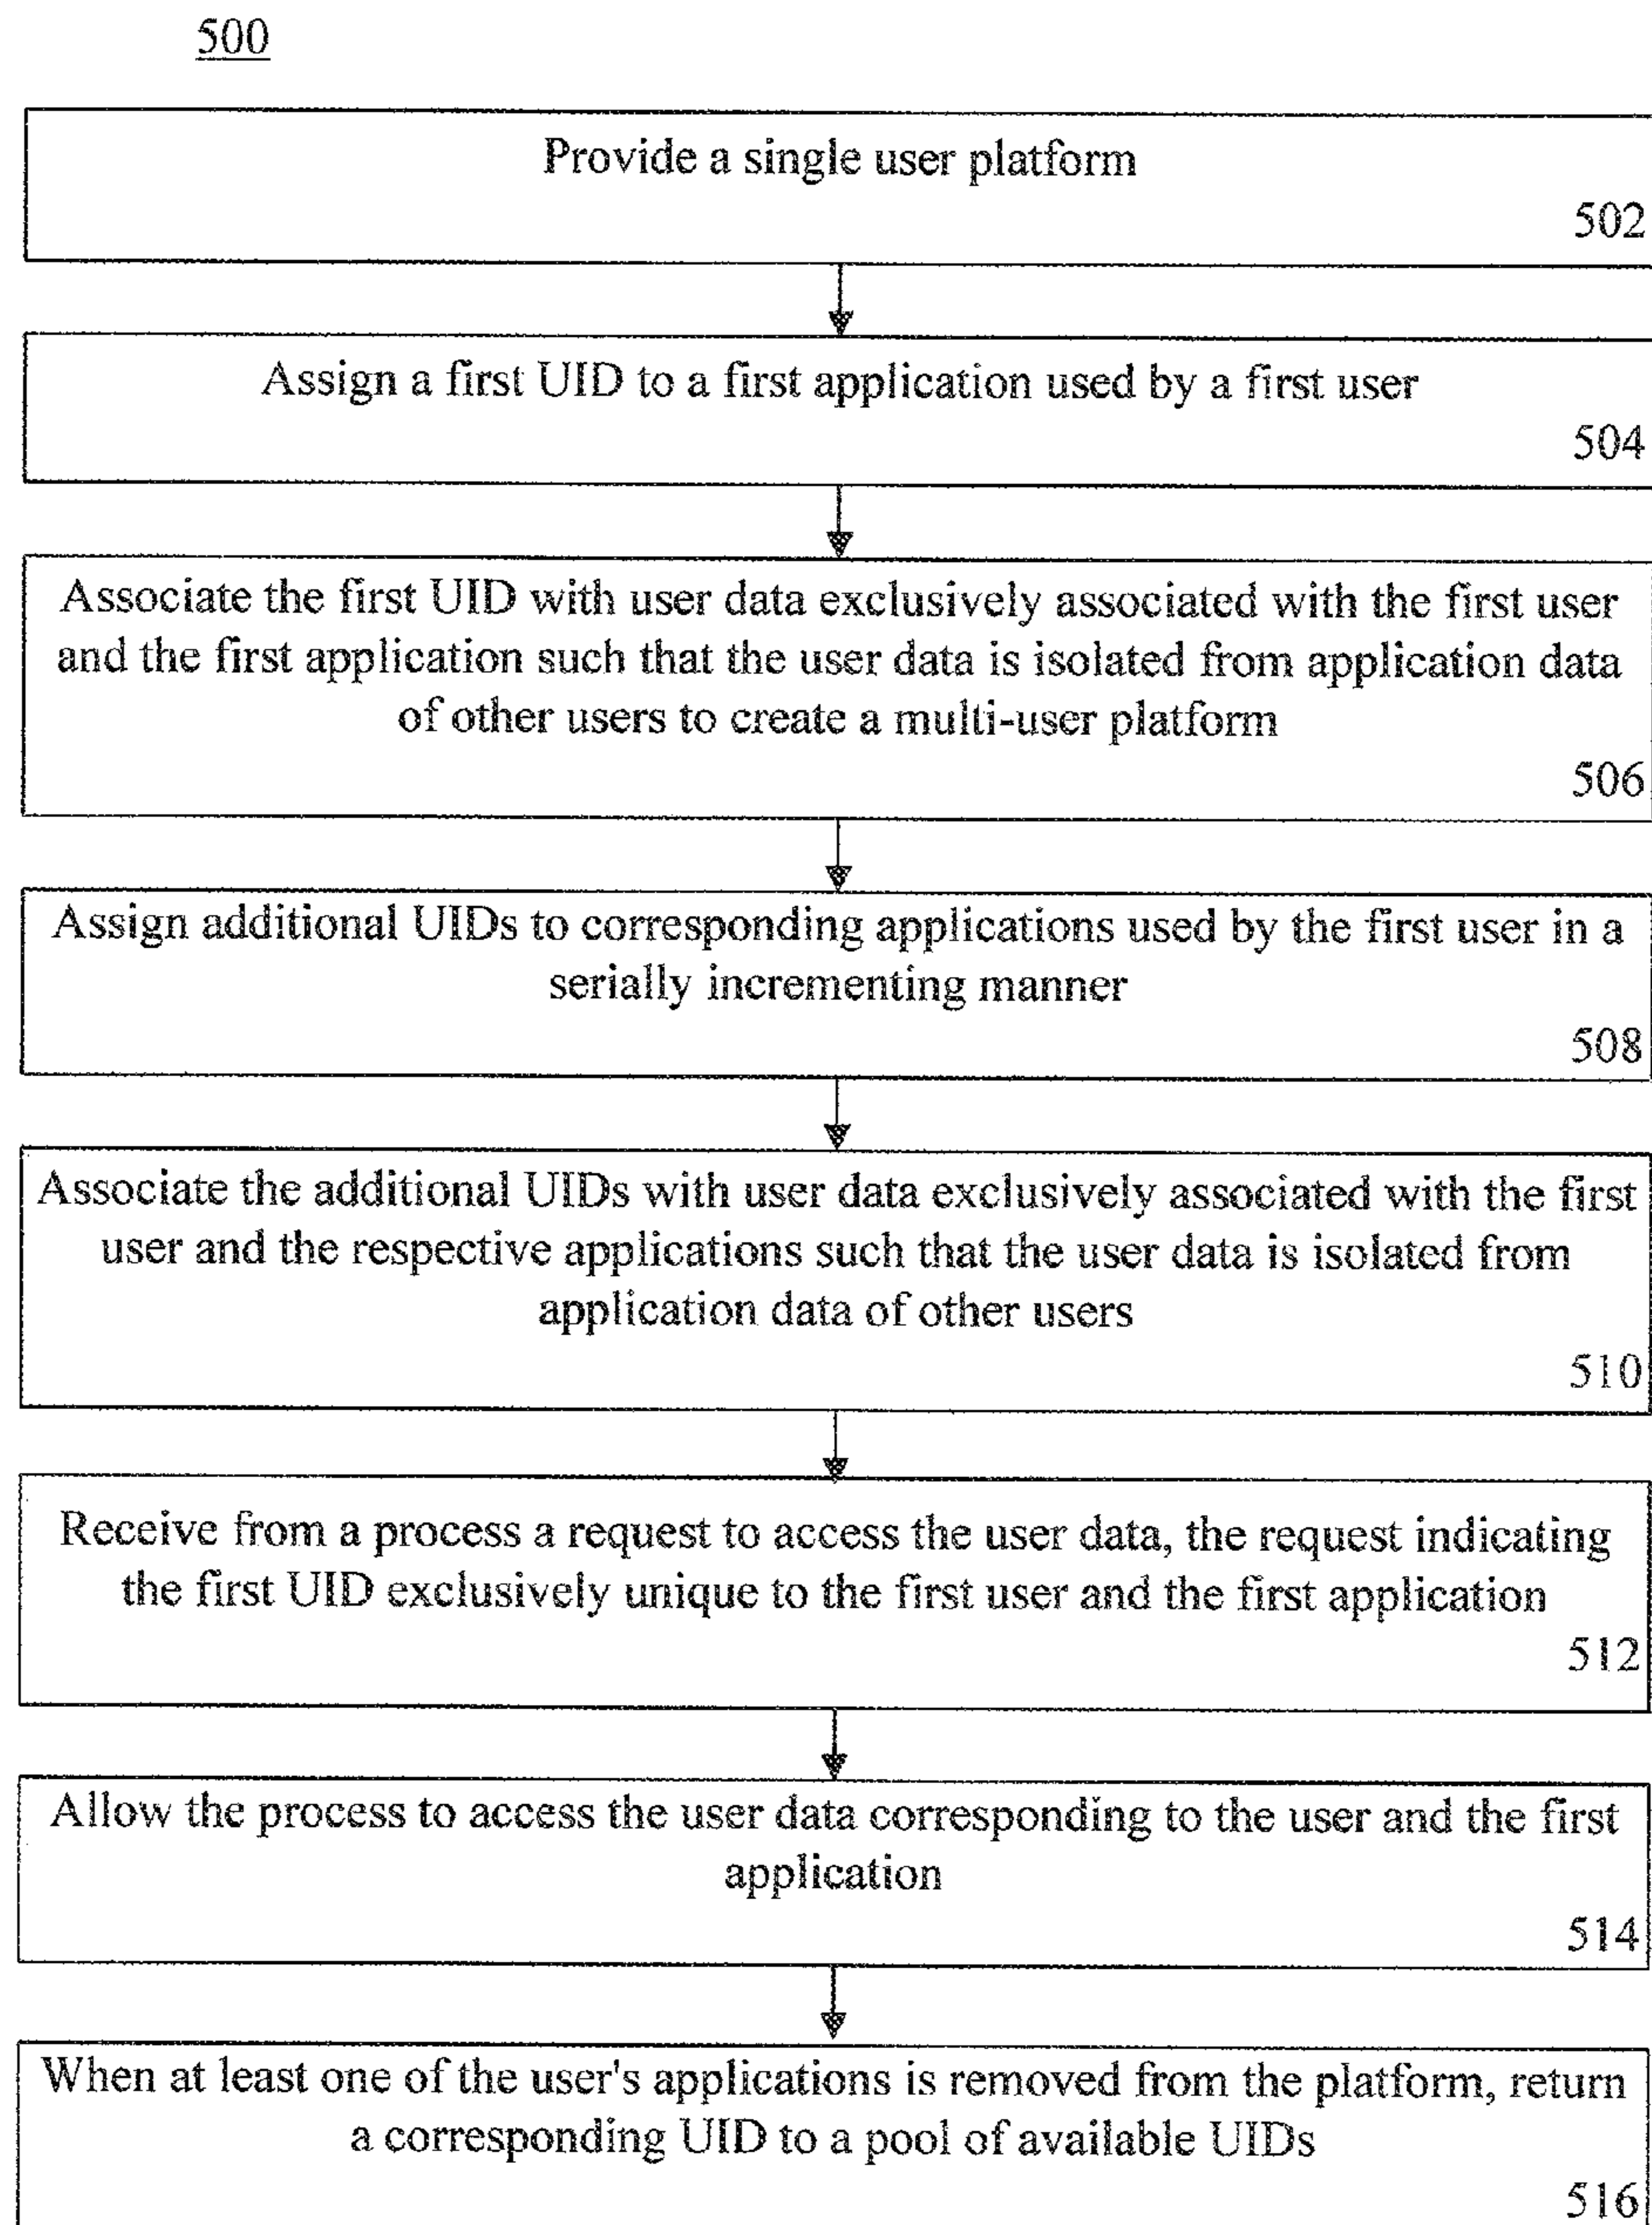 500
Provide a single user platform
502
Assign a first UID to a first application used by a first user
504
Associate the first UID with user data exclusively associated with the first user
and the first application such that the user data is isolated from application data
of other users to create a multi-user platform
506
Assign additional UIDs to corresponding applications used by the first user in a
serially incrementing manner
508
Associate the additional UIDs with user data exclusively associated with the first
user and the respective applications such that the user data is isolated from
application data of other users
510
Receive from a process a request to access the user data, the request indicating
the first UID exclusively unique to the first user and the first application
512
Allow the process to access the user data corresponding to the user and the first
application
514
When at least one of the user's applications is removed from the platform, return
a corresponding UID to a pool of available UIDs
516